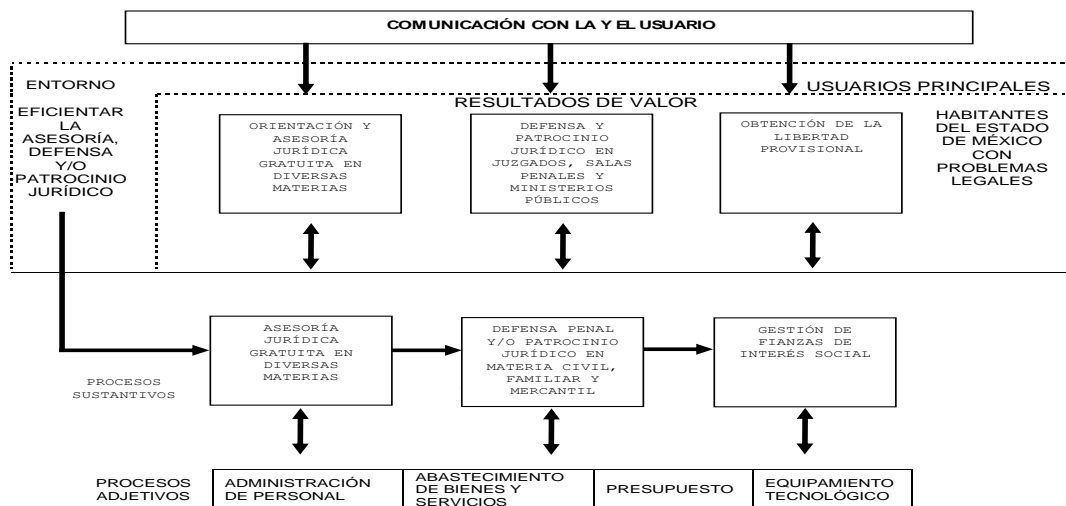 COMUNICACIÓN CON LA Y EL USUARIO
ENTORNO
EFICIENTAR
LA
ASESORÍA,
DEFENSA
Y/O
PATROCINIO
JURÍDICO
USUARIOS PRINCIPALES
RESULTADOS DE VALOR
HABITANTES
DEL ESTADO
DE MÉXICO
CON
PROBLEMAS
LEGALES
ORIENTACIÓN Y
ASESORÍA
JURÍDICA
GRATUITA EN
DIVERSAS
MATERIAS
DEFENSA Y
PATROCINIO
JURÍDICO EN
JUZGADOS, SALAS
PENALES Y
MINISTERIOS
PÚBLICOS
OBTENCIÓN DE LA
LIBERTAD
PROVISIONAL
PROCESOS
SUSTANTIVOS
ASESORÍA
JURÍDICA
GRATUITA EN
DIVERSAS
MATERIAS
DEFENSA PENAL
Y/O PATROCINIO
JURÍDICO EN
MATERIA CIVIL,
FAMILIAR Y
MERCANTIL
GESTIÓN DE
FIANZAS DE
INTERÉS SOCIAL
PROCESOS
ADJETIVOS
ADMINISTRACIÓN
DE PERSONAL
ABASTECIMIENTO
DE BIENES Y
SERVICIOS
PRESUPUESTO
EQUIPAMIENTO
TECNOLÓGICO